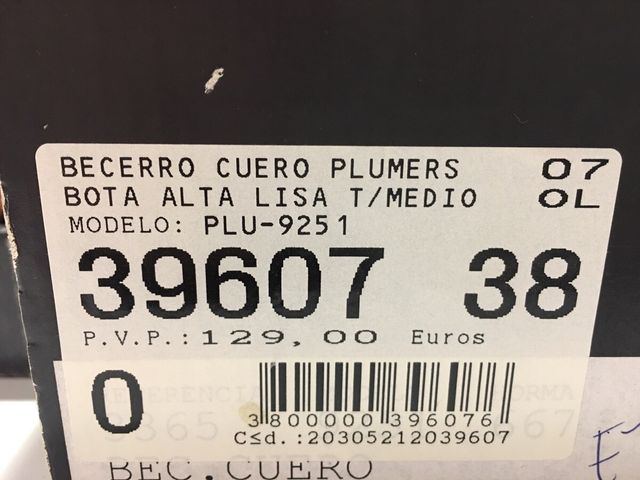 BECERRO CUERO PLUMERS 07
BOTA ALTA LISA T/MEDIO OL
MODELO: PLU-9251
39607 38
P.V.P.: 129,00 Euros
0
3800000396076
C≤d.:20305212039607
BEC.CUERO